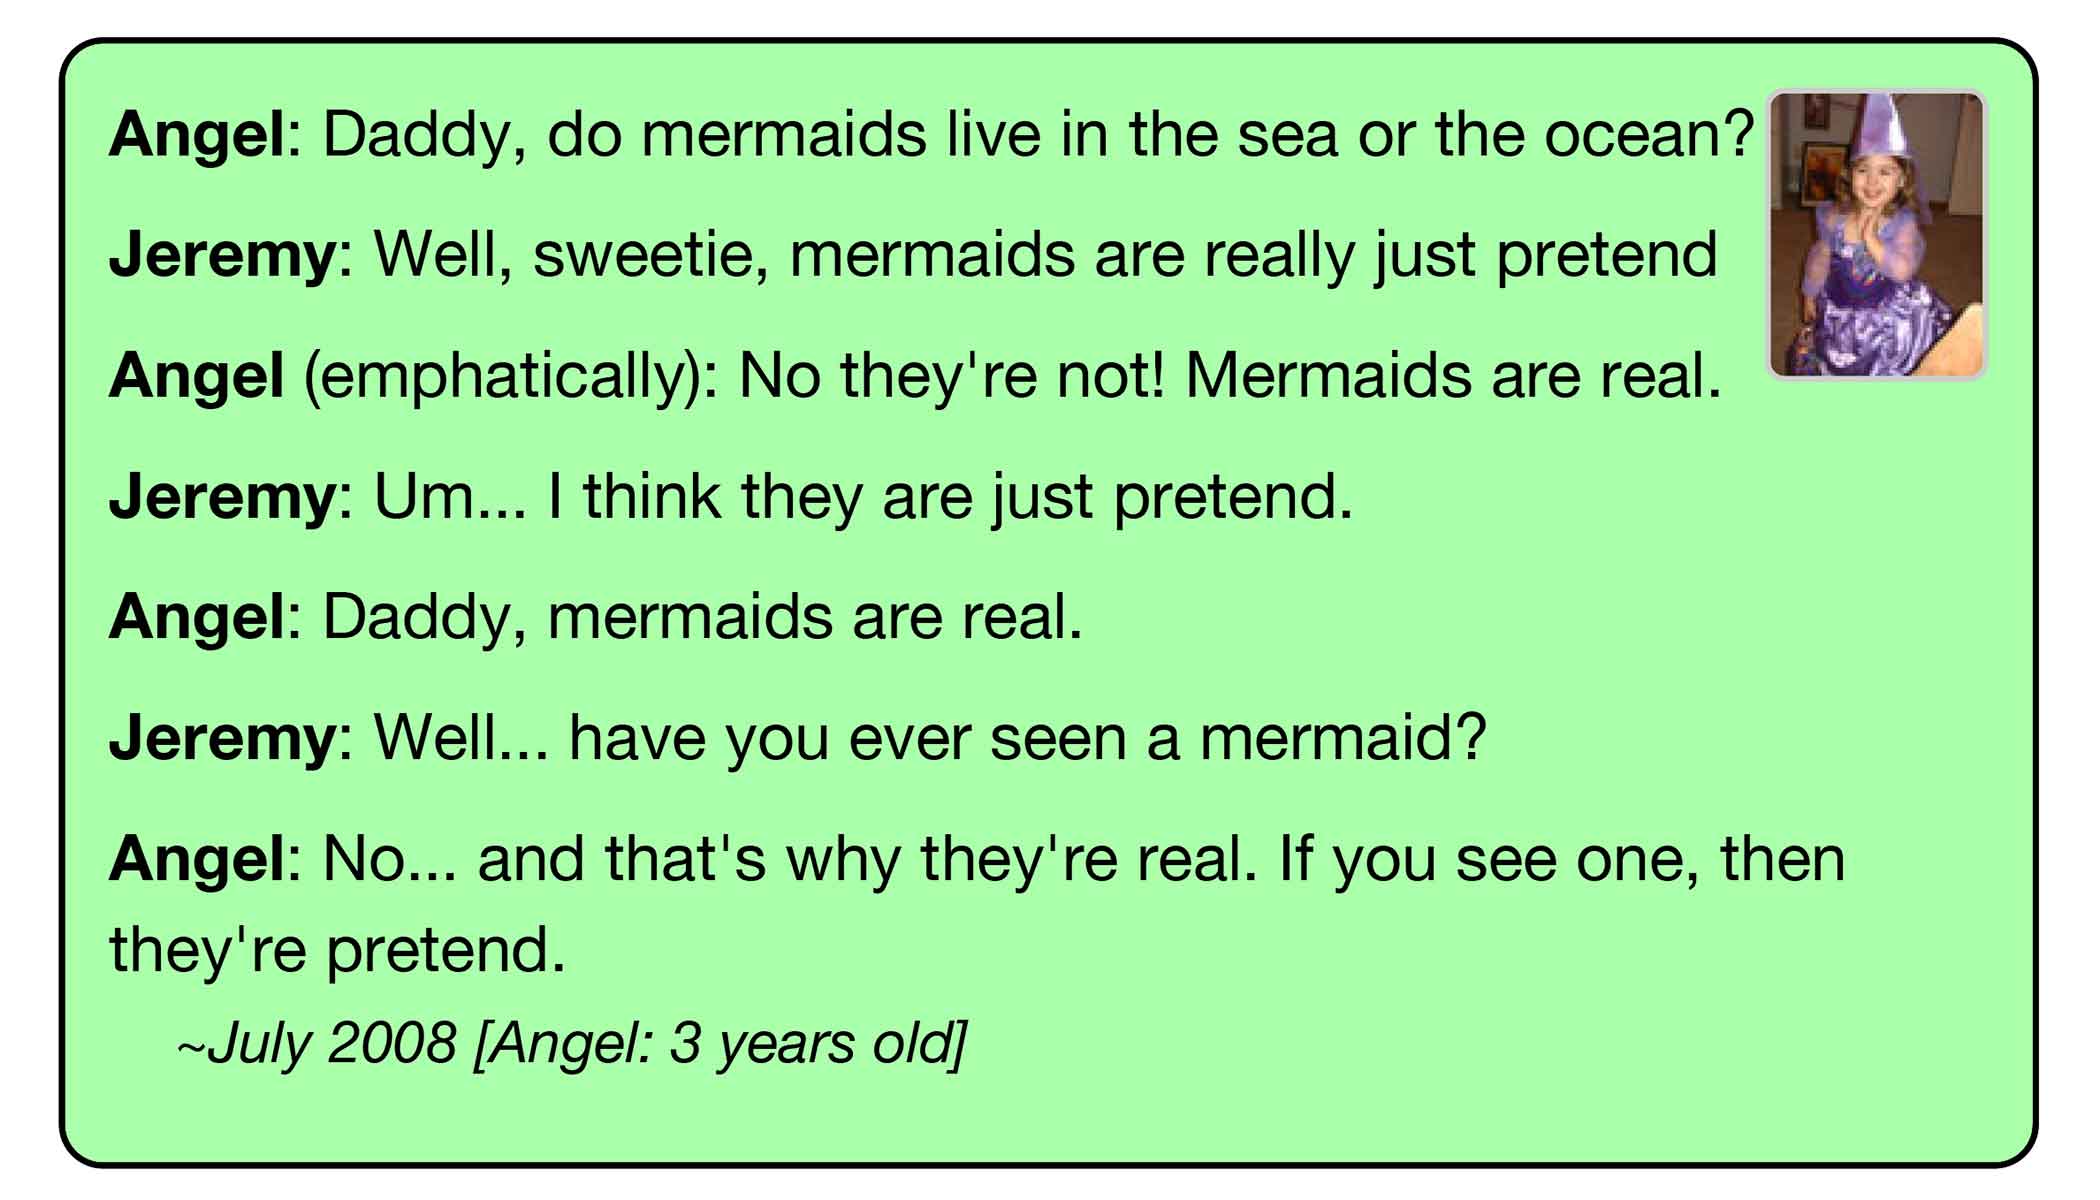 Angel: Daddy, do mermaids live in the sea or the ocean?
Jeremy: Well, sweetie, mermaids are really just pretend
Angel (emphatically): No they're not! Mermaids are real.
Jeremy: Um... I think they are just pretend.
Angel: Daddy, mermaids are real.
Jeremy: Well... have you ever seen a mermaid?
Angel: No... and that's why they're real. If you see one, then
they're pretend.
~July 2008 [Angel: 3 years old]